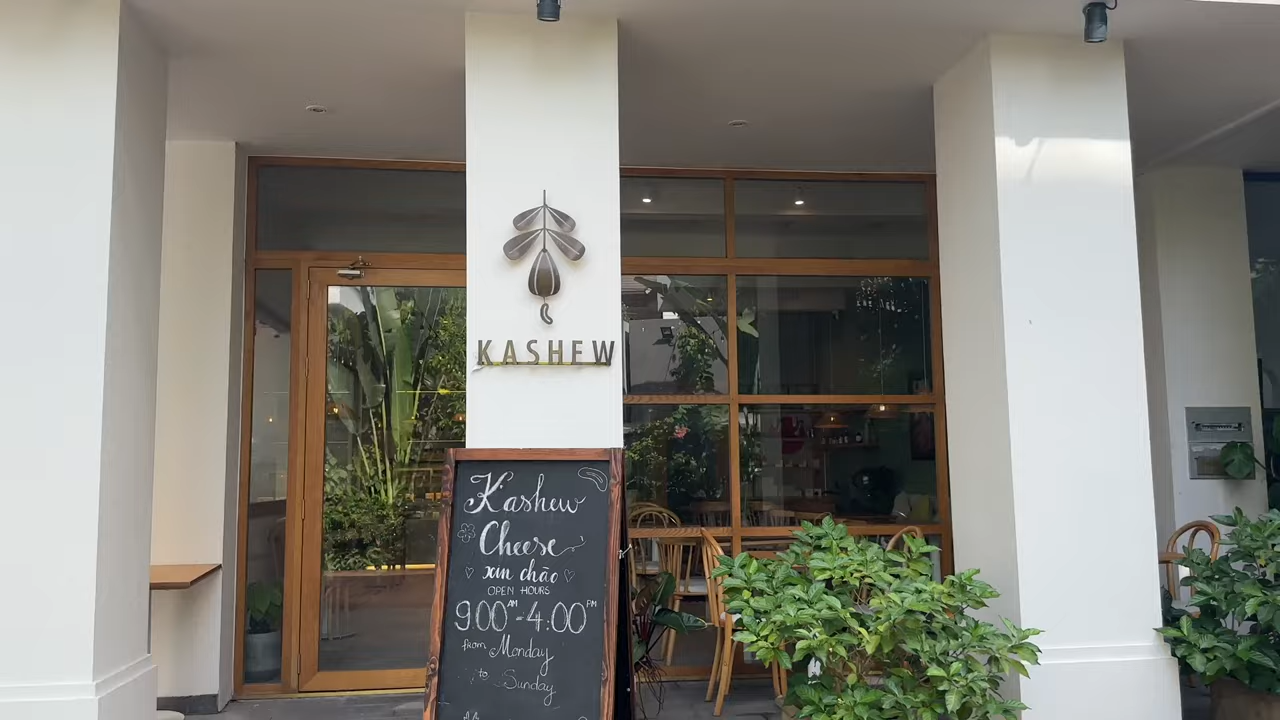 KASHEW
Kashew
Cheese
xin chào
OPEN HOURS
9:00AM-4:00PM
from Monday
to Sunday